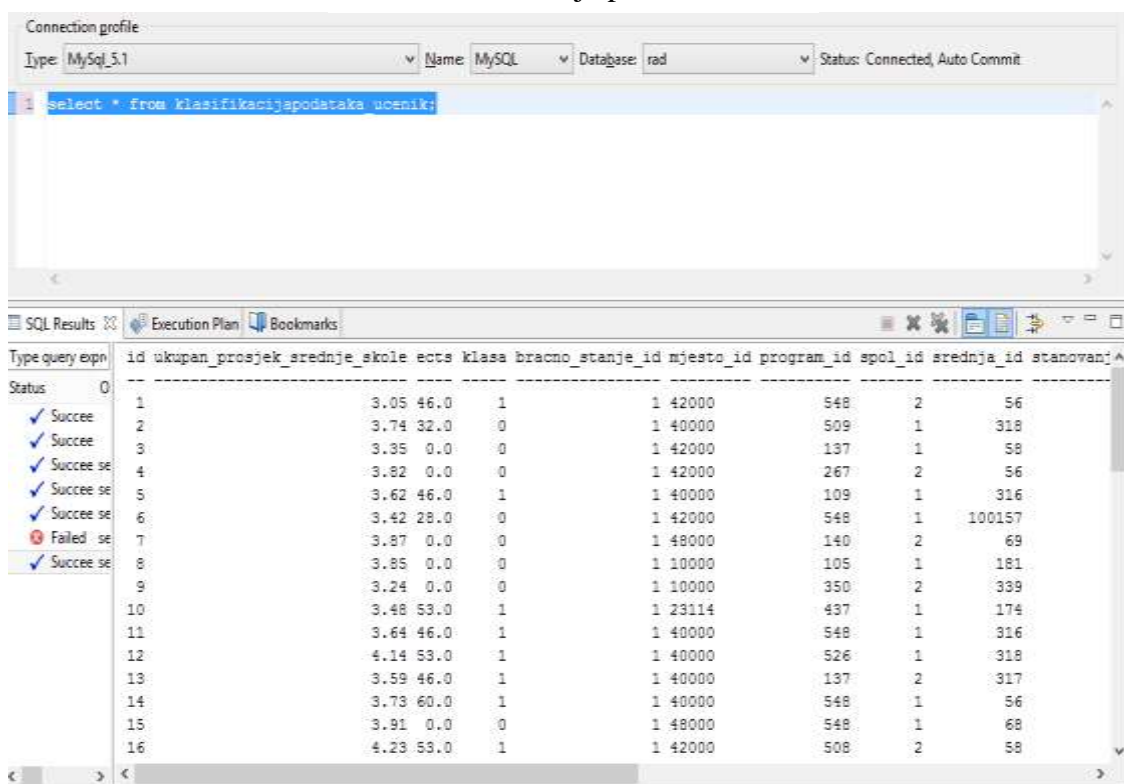 Connection profile
Type: MySql_5.1 Name: MySQL Database: rad Status: Connected, Auto Commit
1 select * from klasifikacijapodataka_ucenik;
SQL Results Execution Plan Bookmarks
Type query expr
Status O
Succee
Succee
Succee se
Succee se
Succee se
Failed se
Succee se
id ukupan_prosjek_srednje_skole ects klasa bracno_stanje_id mjesto_id program_id spol_id srednja_id stanovanj
-- ---------------------------- ---- ----- ---------------- --------- ---------- ------- ---------- ---------
1 3.05 46.0 1 1 42000 548 2 56
2 3.74 32.0 0 1 40000 509 1 318
3 3.35 0.0 0 1 42000 137 1 58
4 3.82 0.0 0 1 42000 267 2 56
5 3.62 46.0 1 1 40000 109 1 316
6 3.42 28.0 0 1 42000 548 1 100157
7 3.87 0.0 0 1 48000 140 2 69
8 3.85 0.0 0 1 10000 105 1 181
9 3.24 0.0 0 1 10000 350 2 339
10 3.48 53.0 1 1 23114 437 1 174
11 3.64 46.0 1 1 40000 548 1 316
12 4.14 53.0 1 1 40000 526 1 318
13 3.59 46.0 1 1 40000 137 2 317
14 3.73 60.0 1 1 40000 548 1 56
15 3.91 0.0 0 1 48000 548 1 68
16 4.23 53.0 1 1 42000 508 2 58